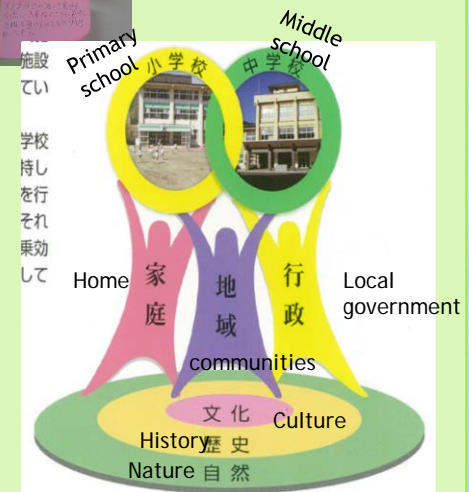 Primary school
小学校
Middle school
中学校
施設
てい
学校
持し
を行
それ
乗効
して
Home
家庭
地域
communities
行政
Local government
文化
Culture
History
歴史
Nature
自然